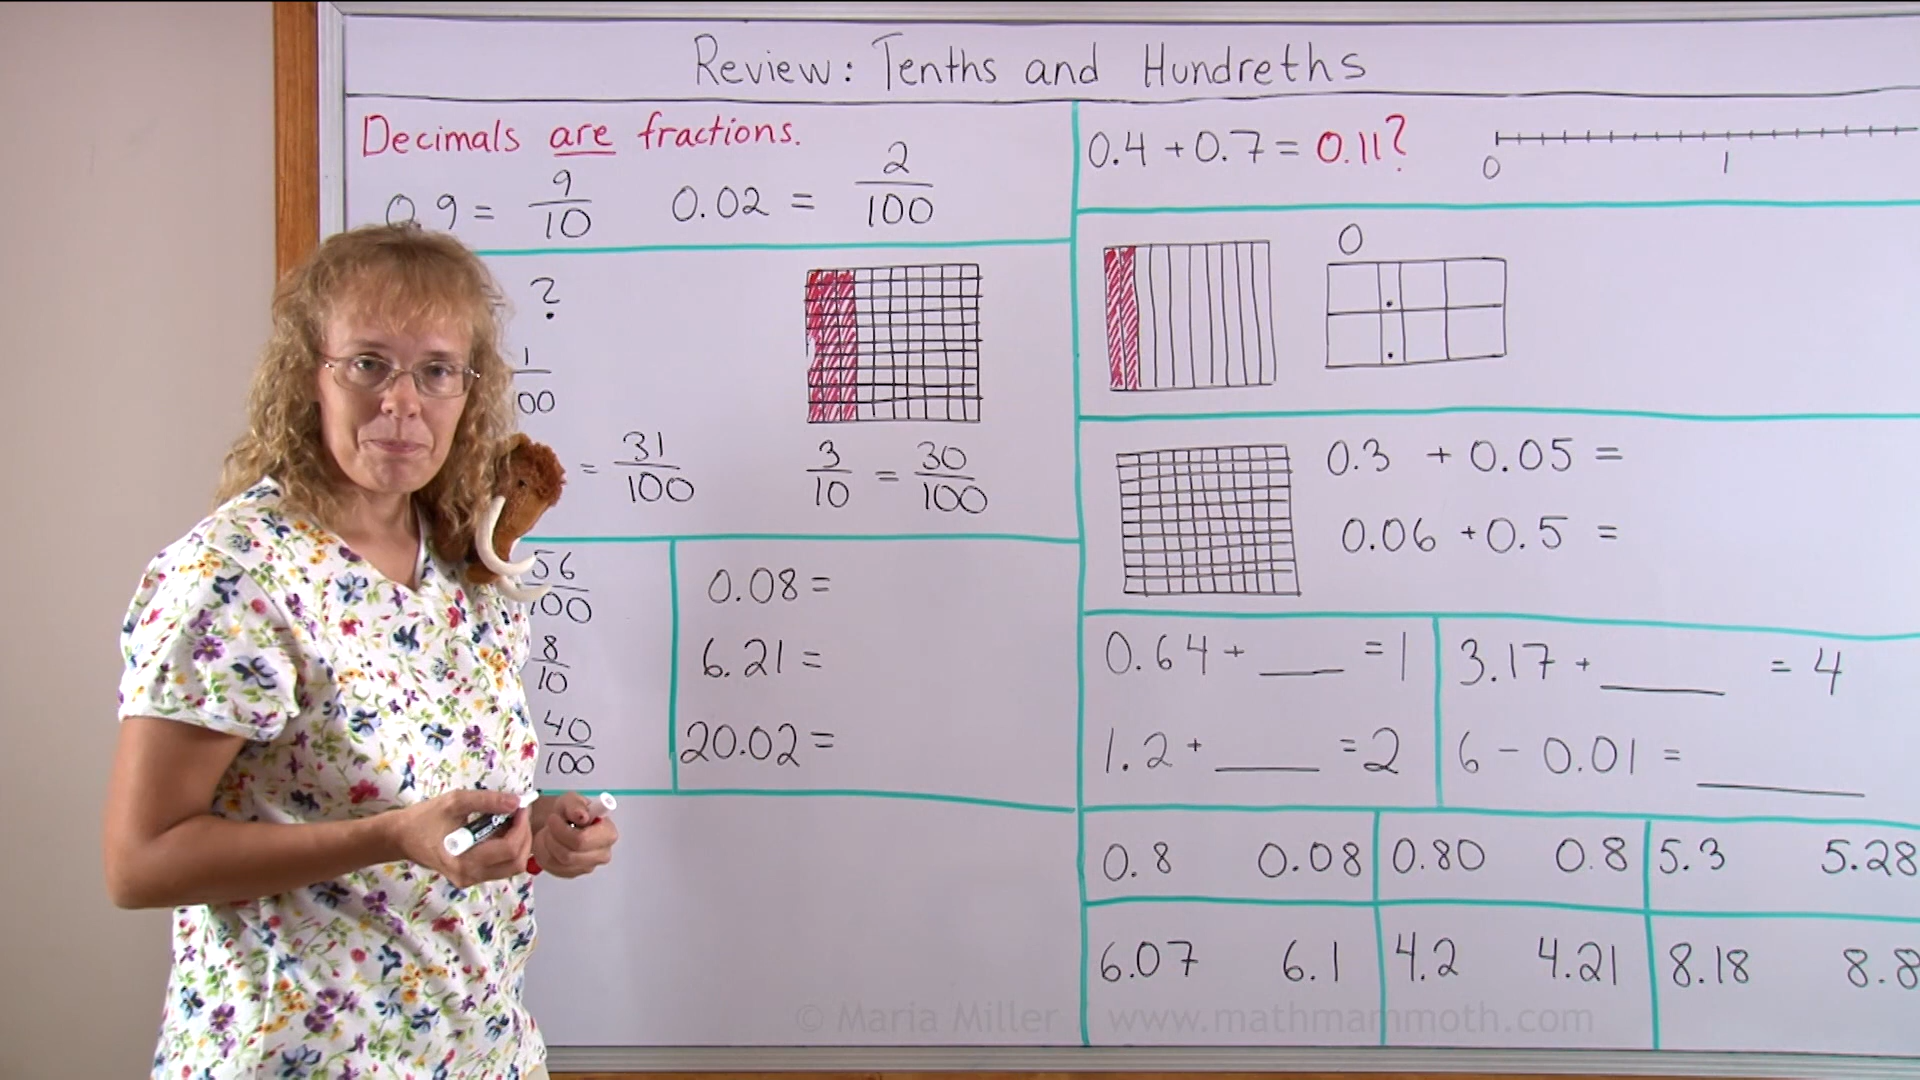 Review: Tenths and Hundreths
Decimals are fractions.
0.9 = 9/10 0.02 = 2/100
?
1
00
= 31/100
3/10 = 30/100
56/100
8/10
40/100
0.08 =
6.21 =
20.02 =
0.4 + 0.7 = 0.11?
0 1
0
0.3 + 0.05 =
0.06 + 0.5 =
0.64 + ___ = 1
1.2 + ___ = 2
3.17 + ___ = 4
6 - 0.01 = ___
0.8 0.08
0.80 0.8
5.3 5.28
6.07 6.1
4.2 4.21
8.18 8.8
© Maria Miller / www.mathmammoth.com